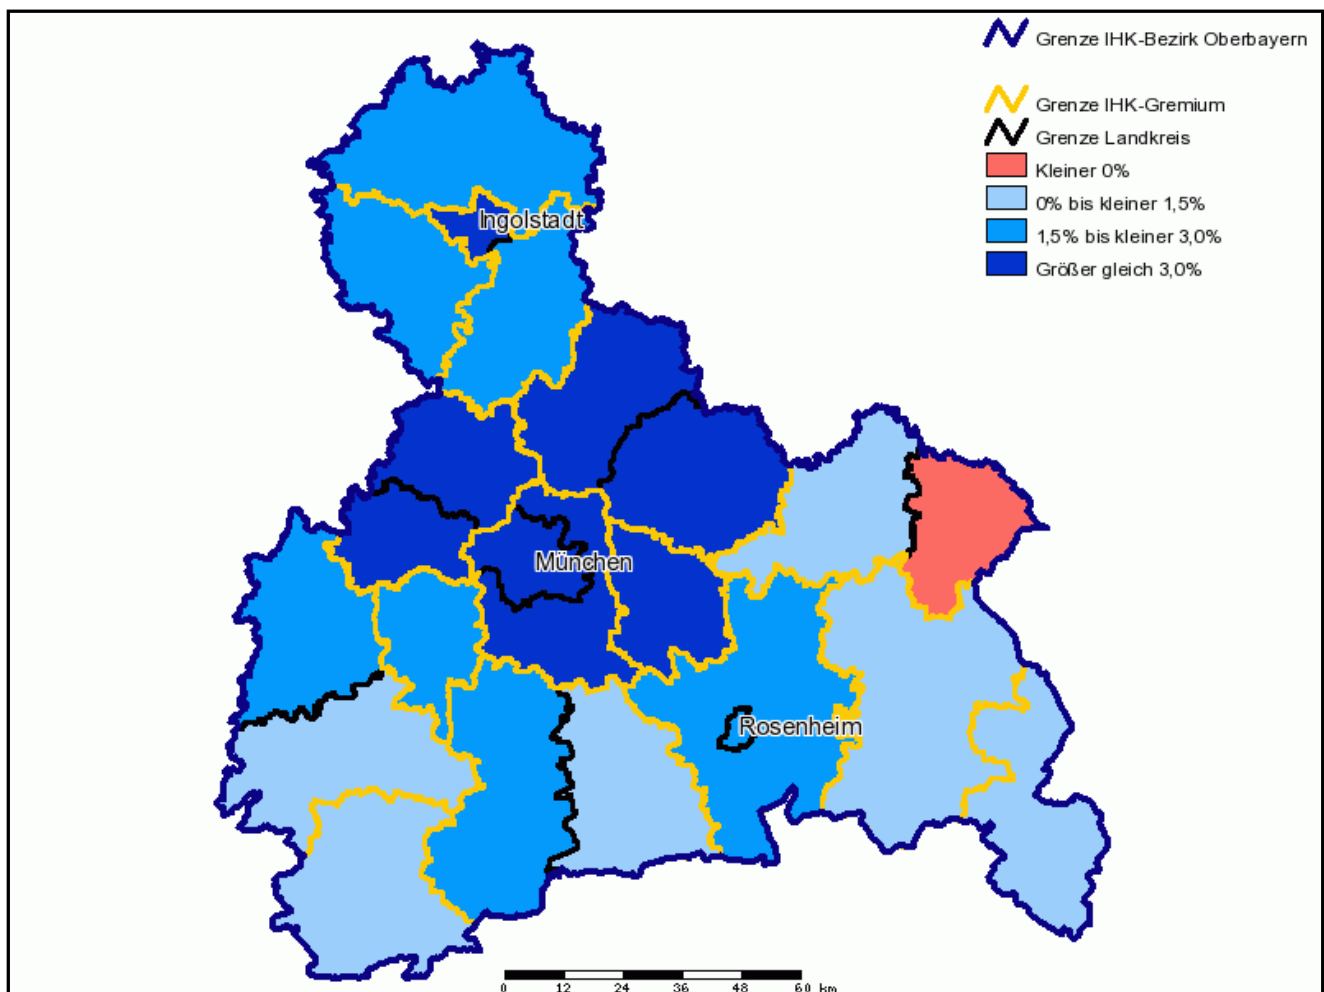 Grenze IHK-Bezirk Oberbayern
Grenze IHK-Gremium
Grenze Landkreis
Kleiner 0%
0% bis kleiner 1,5%
1,5% bis kleiner 3,0%
Größer gleich 3,0%
Ingolstadt
München
Rosenheim
0 12 24 36 48 60 km